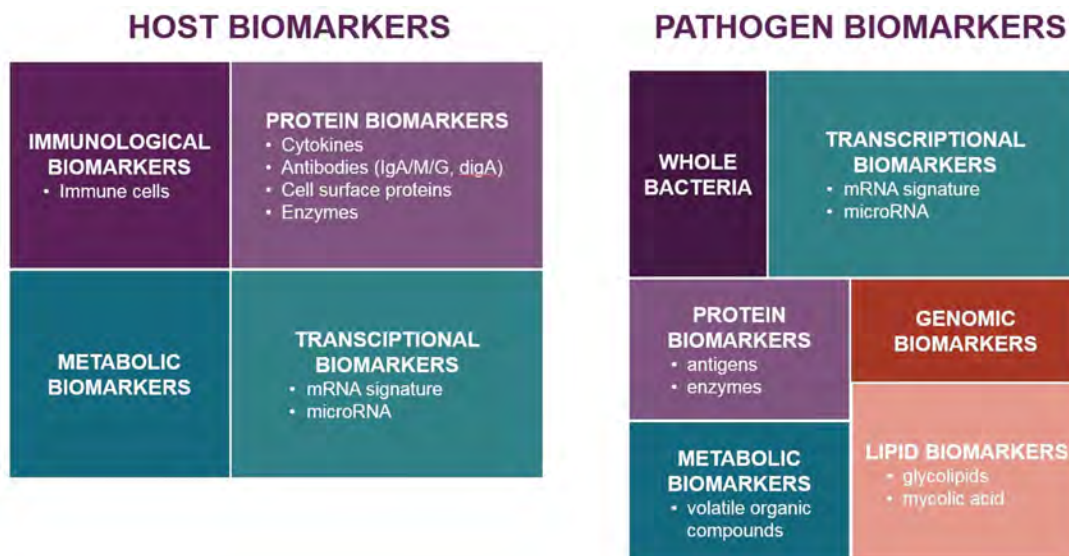 HOST BIOMARKERS
IMMUNOLOGICAL
BIOMARKERS
• Immune cells
PROTEIN BIOMARKERS
• Cytokines
• Antibodies (IgA/M/G, digA)
• Cell surface proteins
• Enzymes
METABOLIC
BIOMARKERS
TRANSCIPTIONAL
BIOMARKERS
• mRNA signature
• microRNA
PATHOGEN BIOMARKERS
WHOLE
BACTERIA
TRANSCRIPTIONAL
BIOMARKERS
• mRNA signature
• microRNA
PROTEIN
BIOMARKERS
• antigens
• enzymes
GENOMIC
BIOMARKERS
METABOLIC
BIOMARKERS
• volatile organic
compounds
LIPID BIOMARKERS
• glycolipids
• mycolic acid